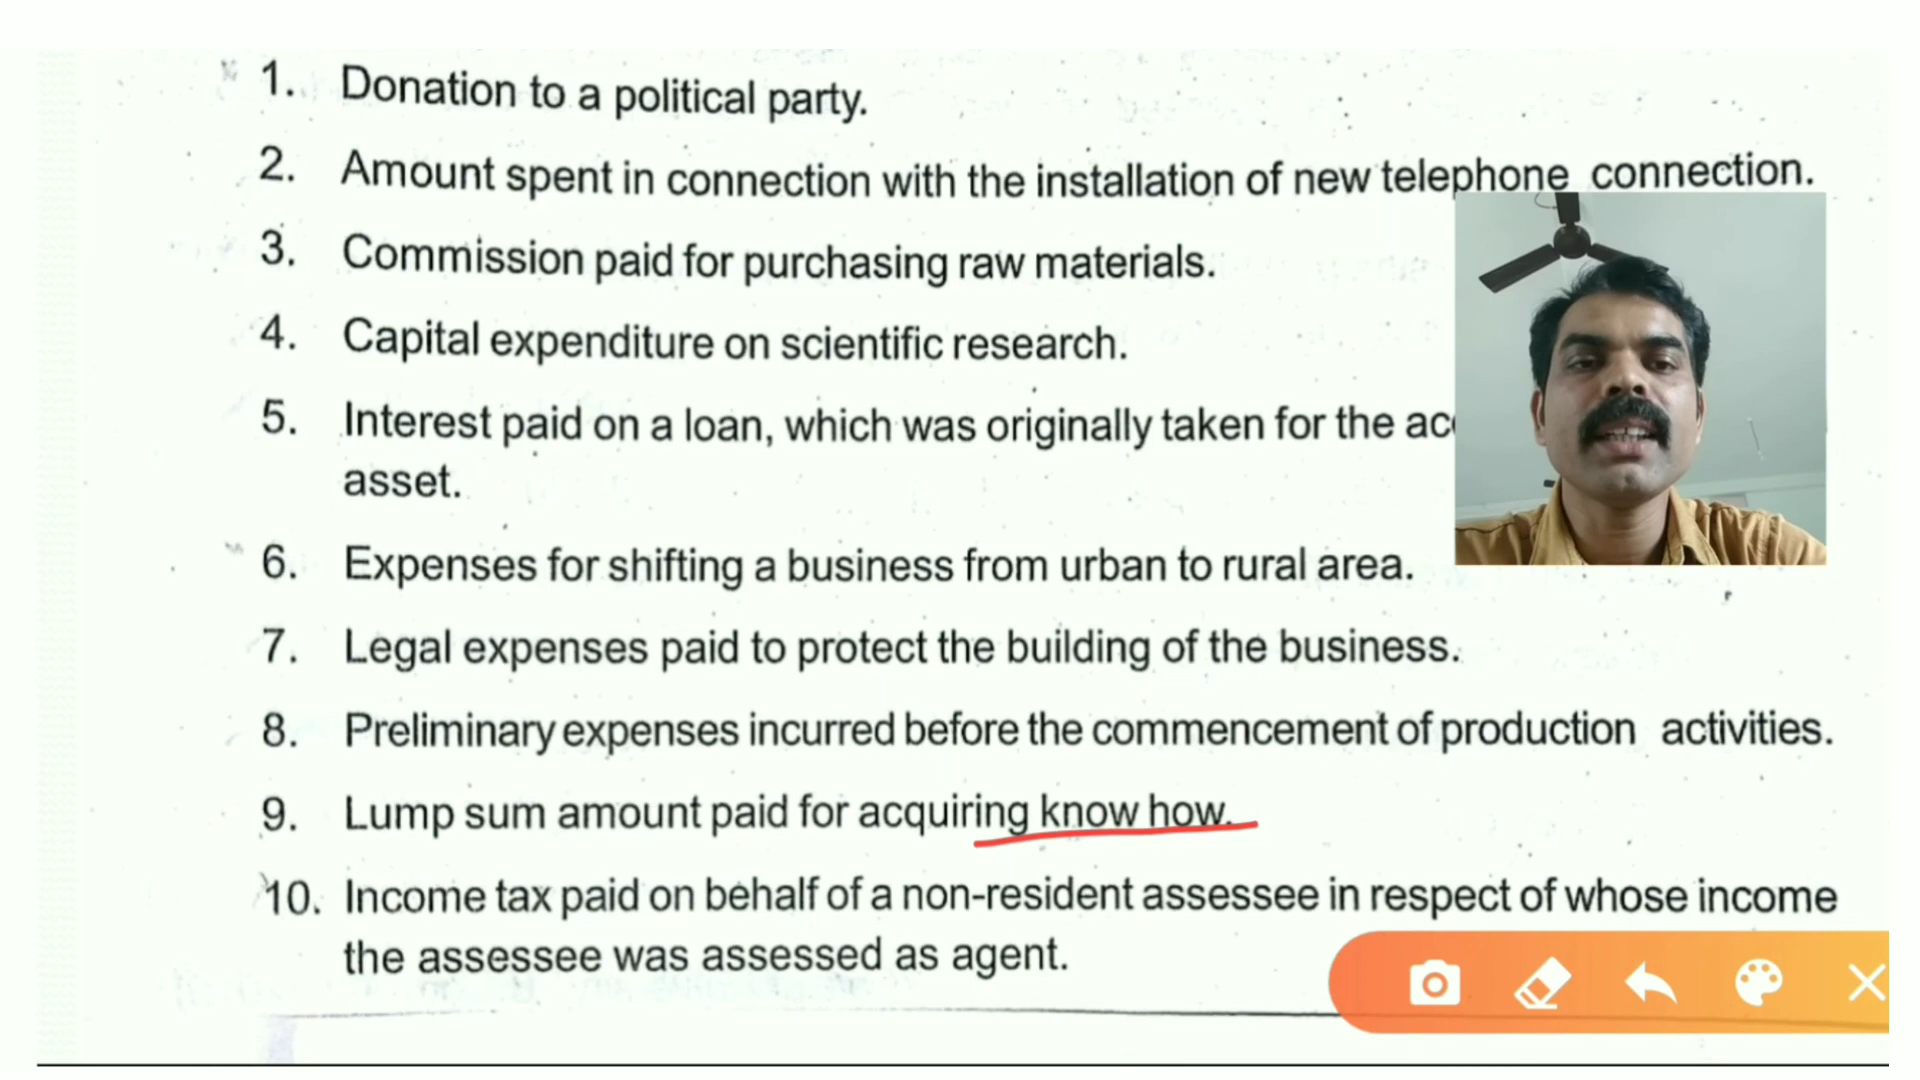 1. Donation to a political party.
2. Amount spent in connection with the installation of new telephone connection.
3. Commission paid for purchasing raw materials.
4. Capital expenditure on scientific research.
5. Interest paid on a loan, which was originally taken for the
asset.
6. Expenses for shifting a business from urban to rural area.
7. Legal expenses paid to protect the building of the business.
8. Preliminary expenses incurred before the commencement of production activities.
9. Lump sum amount paid for acquiring know how.
10. Income tax paid on behalf of a non-resident assessee in respect of whose income
the assessee was assessed as agent.